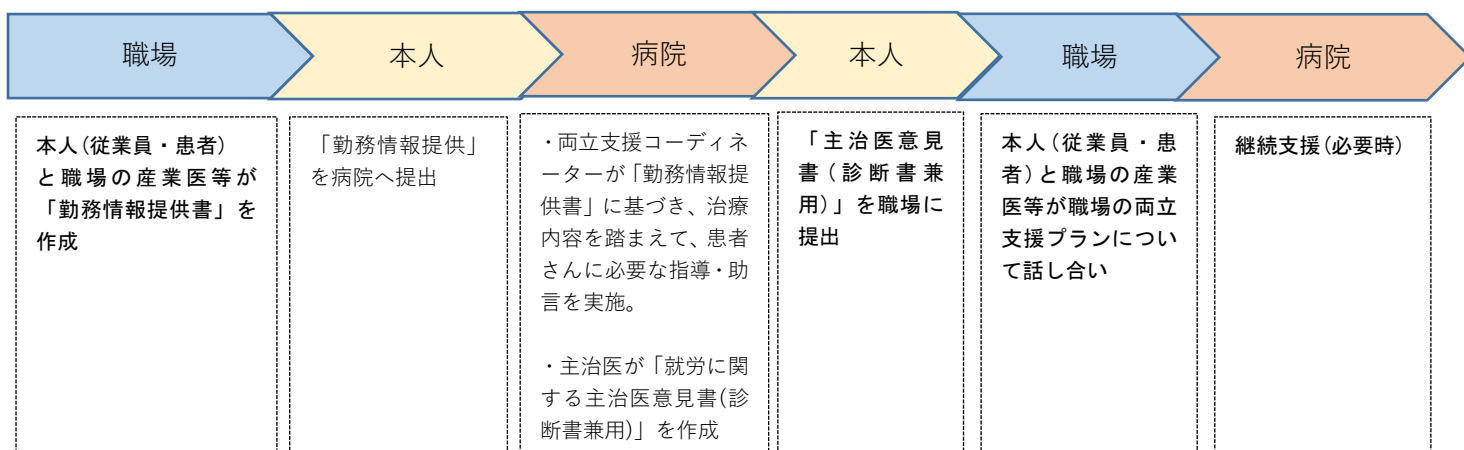 職場
本人
病院
本人
職場
病院
本人(従業員・患者)
と職場の産業医等が
「勤務情報提供書」を
作成
「勤務情報提供」
を病院へ提出
・両立支援コーディネ
ーターが「勤務情報提
供書」に基づき、治療
内容を踏まえて、患者
さんに必要な指導・助
言を実施。
・主治医が「就労に関
する主治医意見書(診
断書兼用)」を作成
「主治医意見
書(診断書兼
用)」を職場に
提出
本人(従業員・患
者)と職場の産業
医等が職場の両立
支援プランについ
て話し合い
継続支援(必要時)